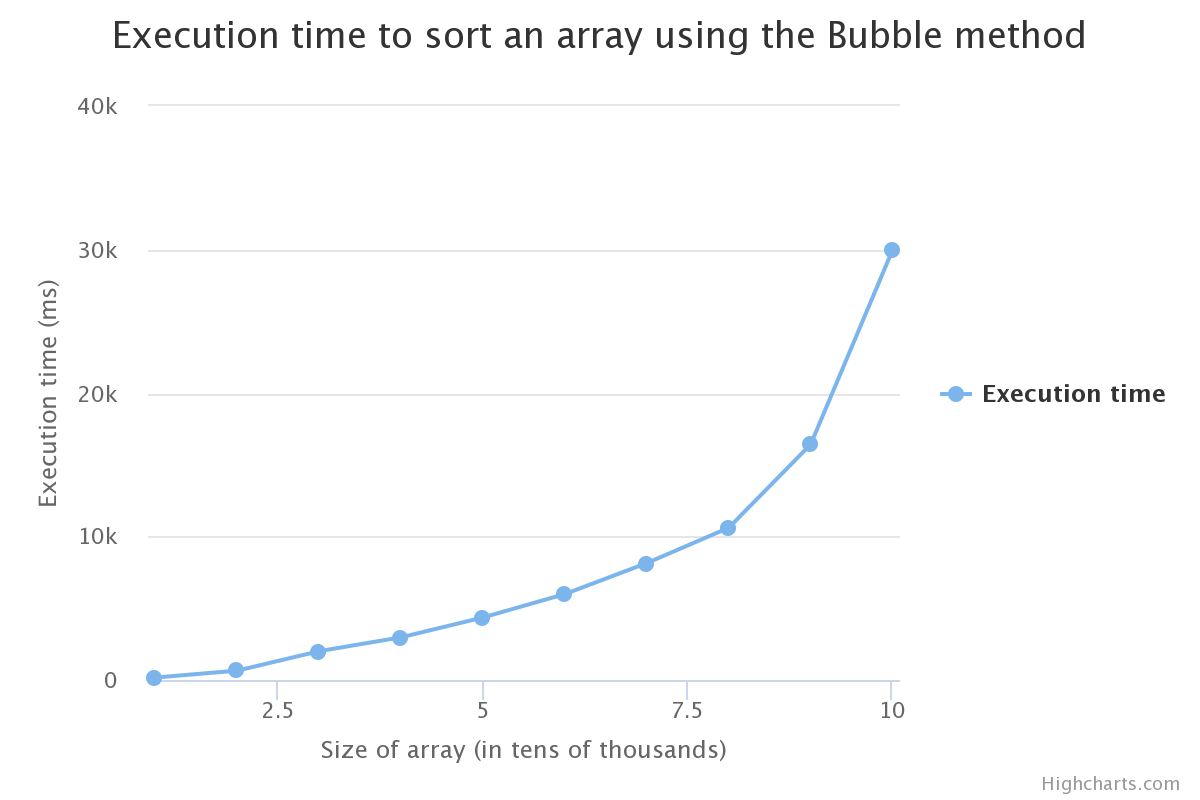 Execution time to sort an array using the Bubble method
40k
30k
20k
10k
0
Execution time (ms)
2.5 5 7.5 10
Size of array (in tens of thousands)
Execution time
Highcharts.com